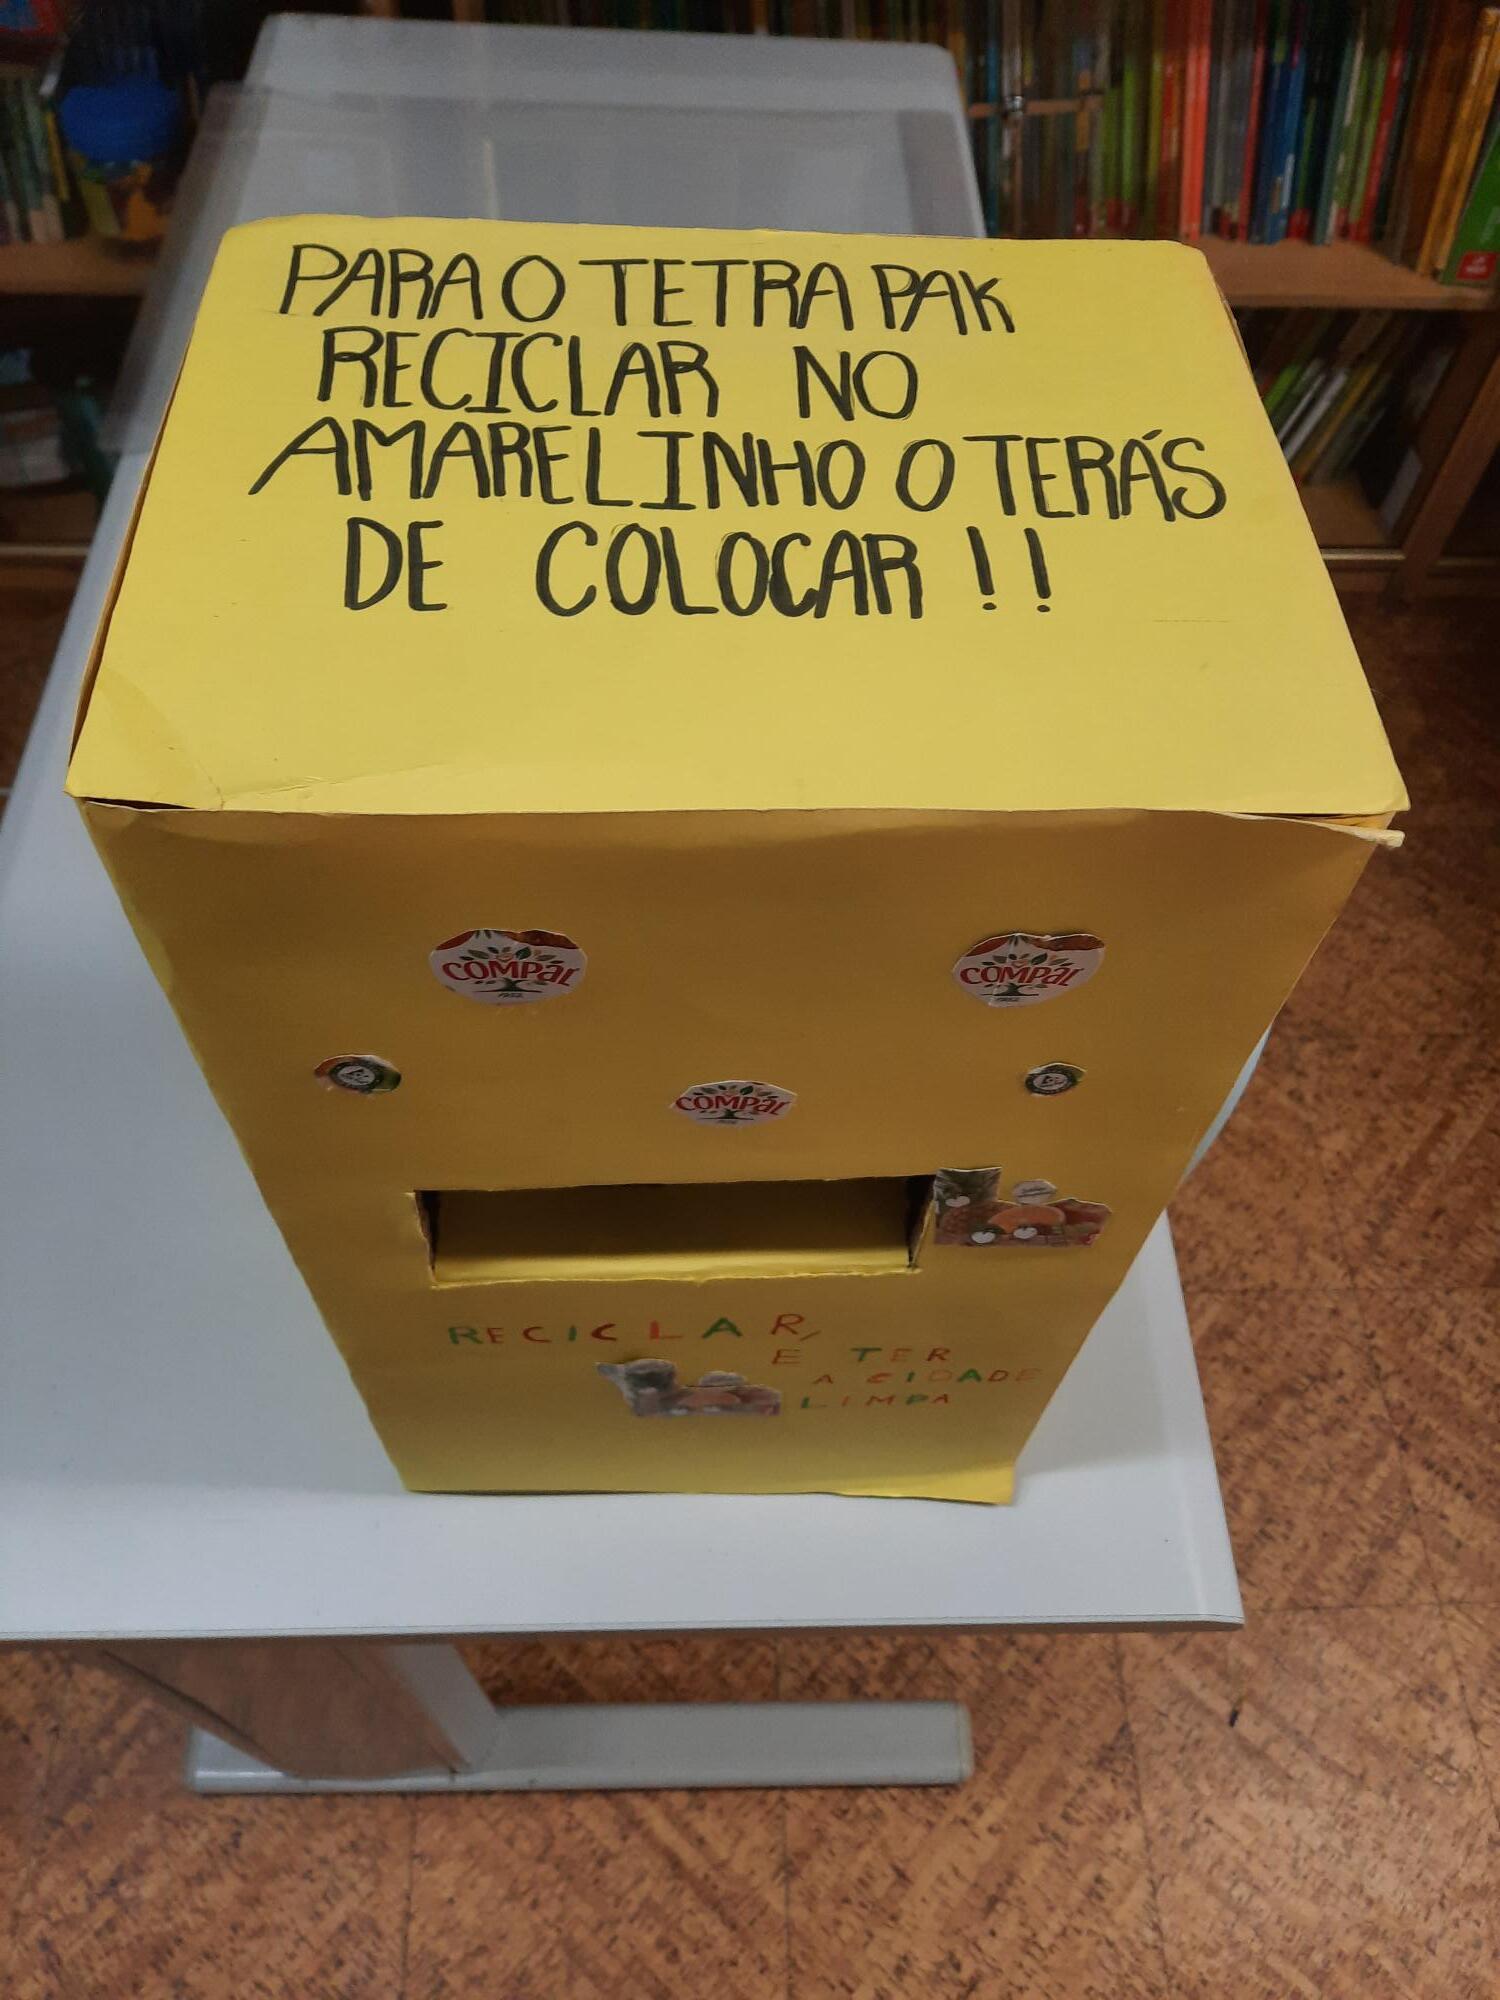 PARA O TETRA PAK
RECICLAR NO
AMARELINHO O TERÁS
DE COLOCAR !!
COMPAL
COMPAL
COMPAL
RECICLAR,
E TER
A CIDADE
LIMPA